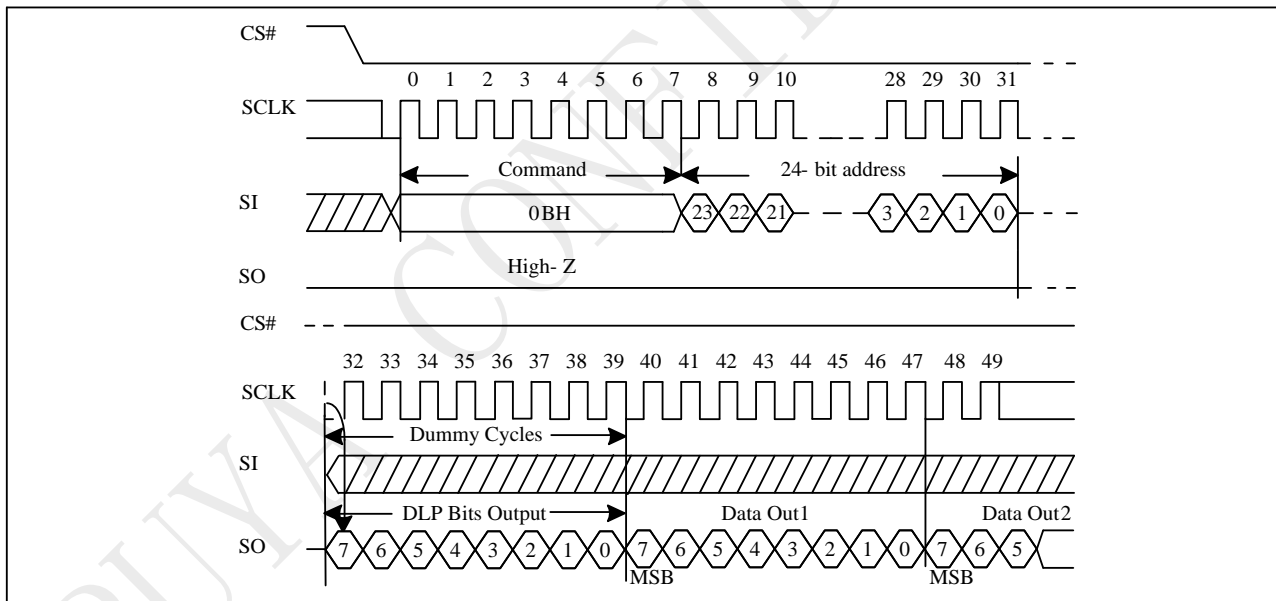 CS#
0 1 2 3 4 5 6 7 8 9 10 28 29 30 31
SCLK
Command 24- bit address
SI 0BH 23 22 21 3 2 1 0
High- Z
SO
CS#
32 33 34 35 36 37 38 39 40 41 42 43 44 45 46 47 48 49
SCLK
Dummy Cycles
SI
DLP Bits Output Data Out1 Data Out2
SO 7 6 5 4 3 2 1 0 7 6 5 4 3 2 1 0 7 6 5
MSB MSB
PUYA CONFI